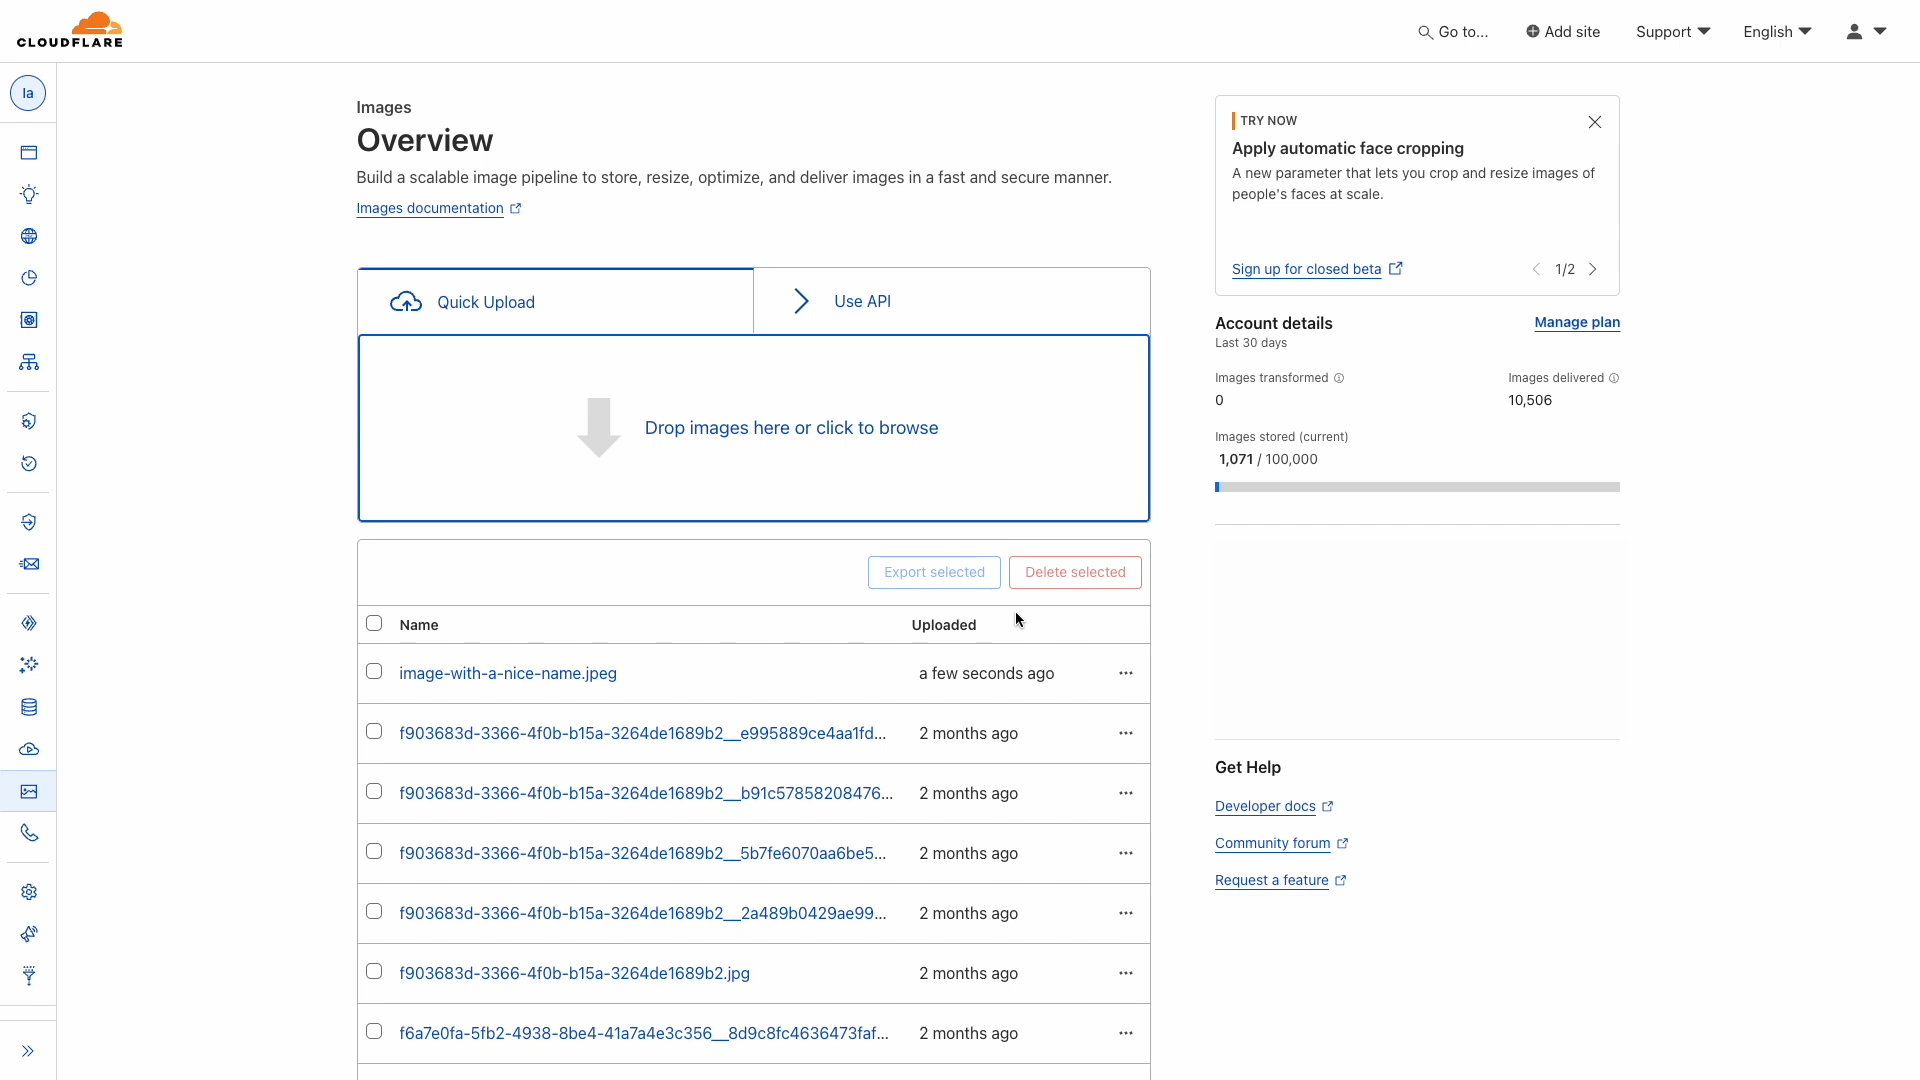 CLOUDFLARE
Go to...
Add site
Support
English
Ia
Images
Overview
Build a scalable image pipeline to store, resize, optimize, and deliver images in a fast and secure manner.
Images documentation
Quick Upload
Use API
Drop images here or click to browse
Export selected
Delete selected
Name
Uploaded
image-with-a-nice-name.jpeg
a few seconds ago
f903683d-3366-4f0b-b15a-3264de1689b2__e995889ce4aa1fd...
2 months ago
f903683d-3366-4f0b-b15a-3264de1689b2__b91c57858208476...
2 months ago
f903683d-3366-4f0b-b15a-3264de1689b2__5b7fe6070aa6be5...
2 months ago
f903683d-3366-4f0b-b15a-3264de1689b2__2a489b0429ae99...
2 months ago
f903683d-3366-4f0b-b15a-3264de1689b2.jpg
2 months ago
f6a7e0fa-5fb2-4938-8be4-41a7a4e3c356__8d9c8fc4636473faf...
2 months ago
TRY NOW
Apply automatic face cropping
A new parameter that lets you crop and resize images of
people's faces at scale.
Sign up for closed beta
1/2
Account details
Manage plan
Last 30 days
Images transformed
Images delivered
0
10,506
Images stored (current)
1,071 / 100,000
Get Help
Developer docs
Community forum
Request a feature